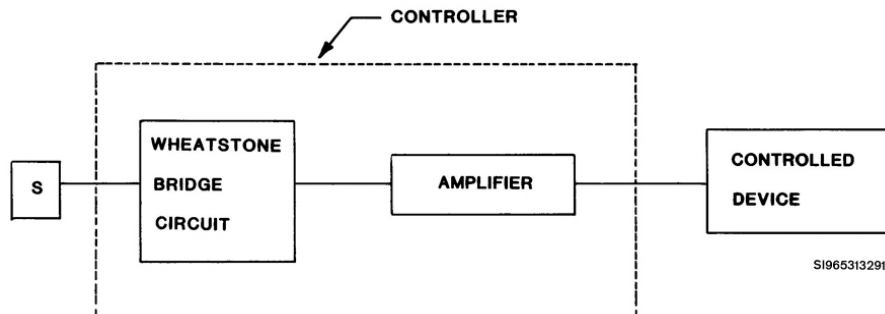 CONTROLLER
S
WHEATSTONE
BRIDGE
CIRCUIT
AMPLIFIER
CONTROLLED
DEVICE
SI965313291